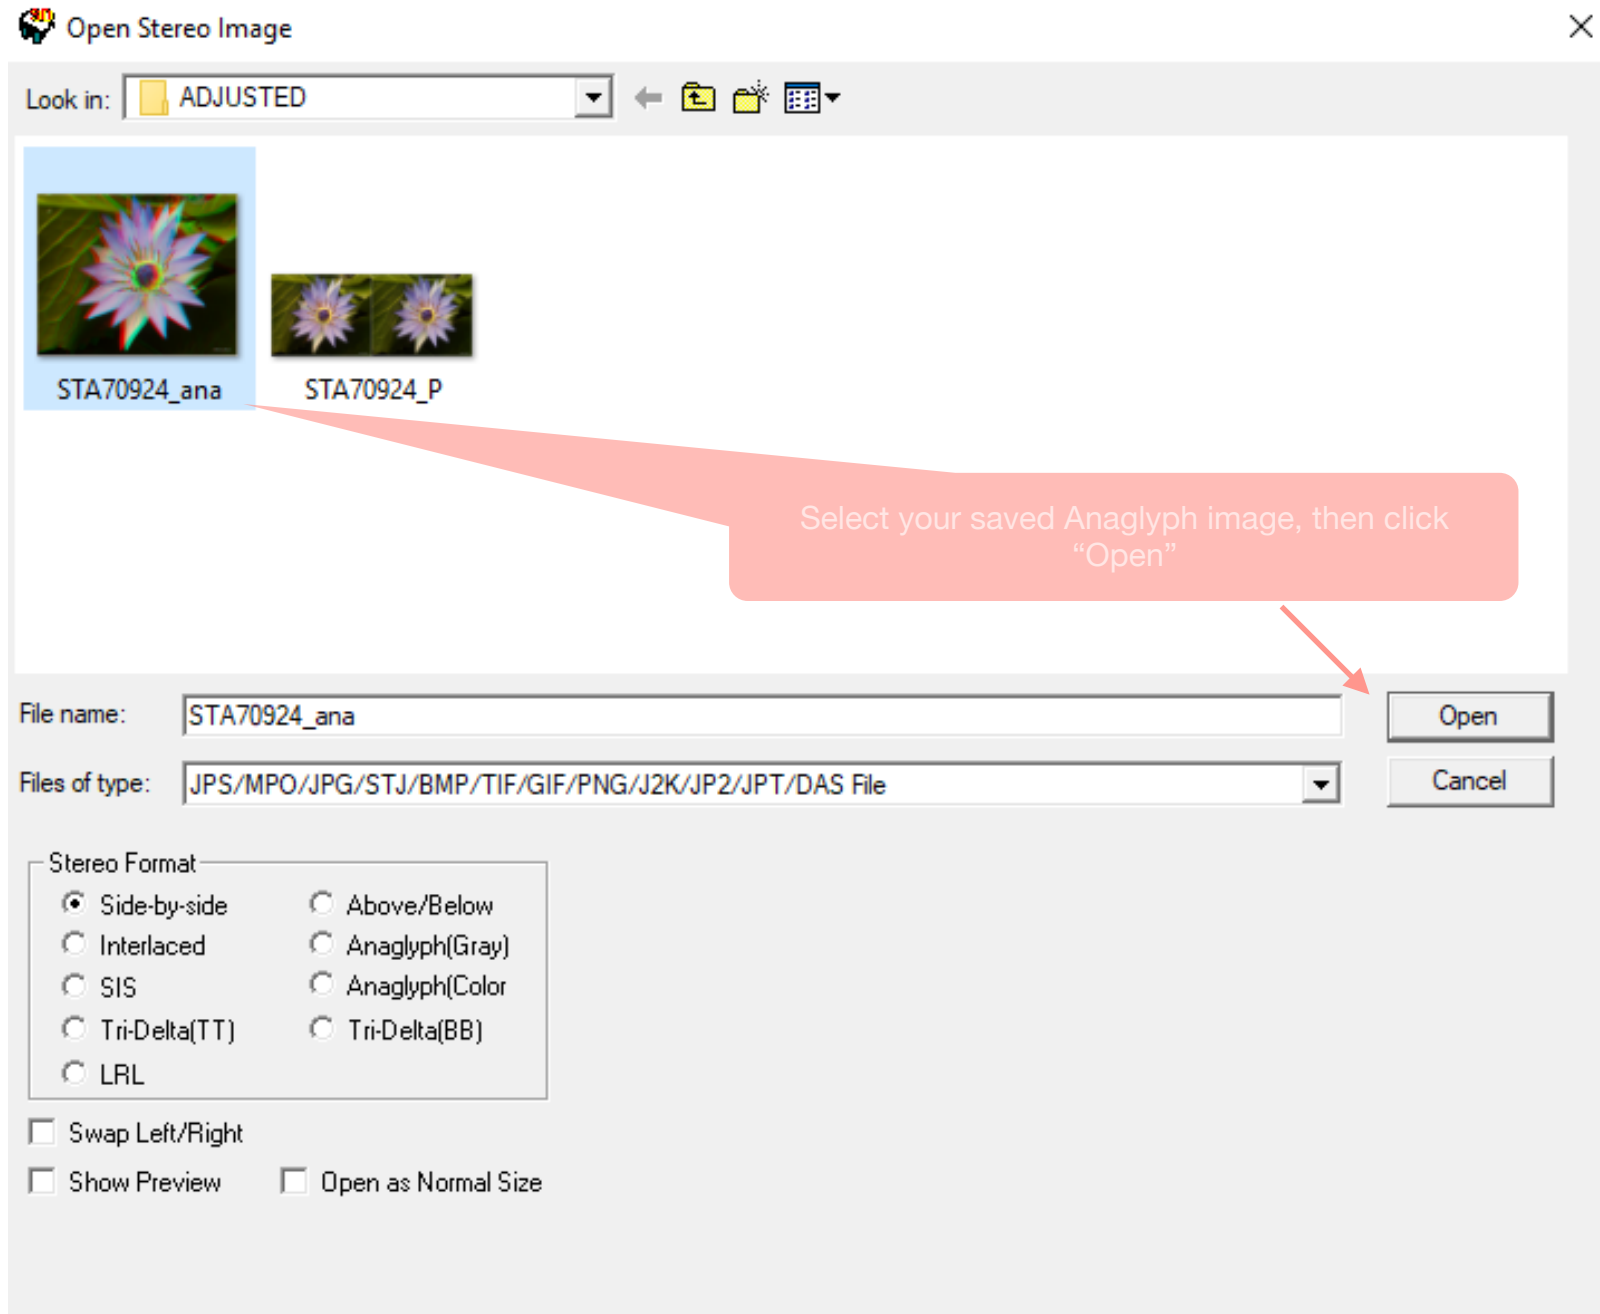 Open Stereo Image
Look in: ADJUSTED
STA70924_ana
STA70924_P
Select your saved Anaglyph image, then click
“Open”
File name: STA70924_ana Open
Files of type: JPS/MPO/JPG/STJ/BMP/TIF/GIF/PNG/J2K/JP2/JPT/DAS File Cancel
Stereo Format
Side-by-side Above/Below
Interlaced Anaglyph(Gray)
SIS Anaglyph(Color
Tri-Delta(TT) Tri-Delta(BB)
LRL
Swap Left/Right
Show Preview Open as Normal Size